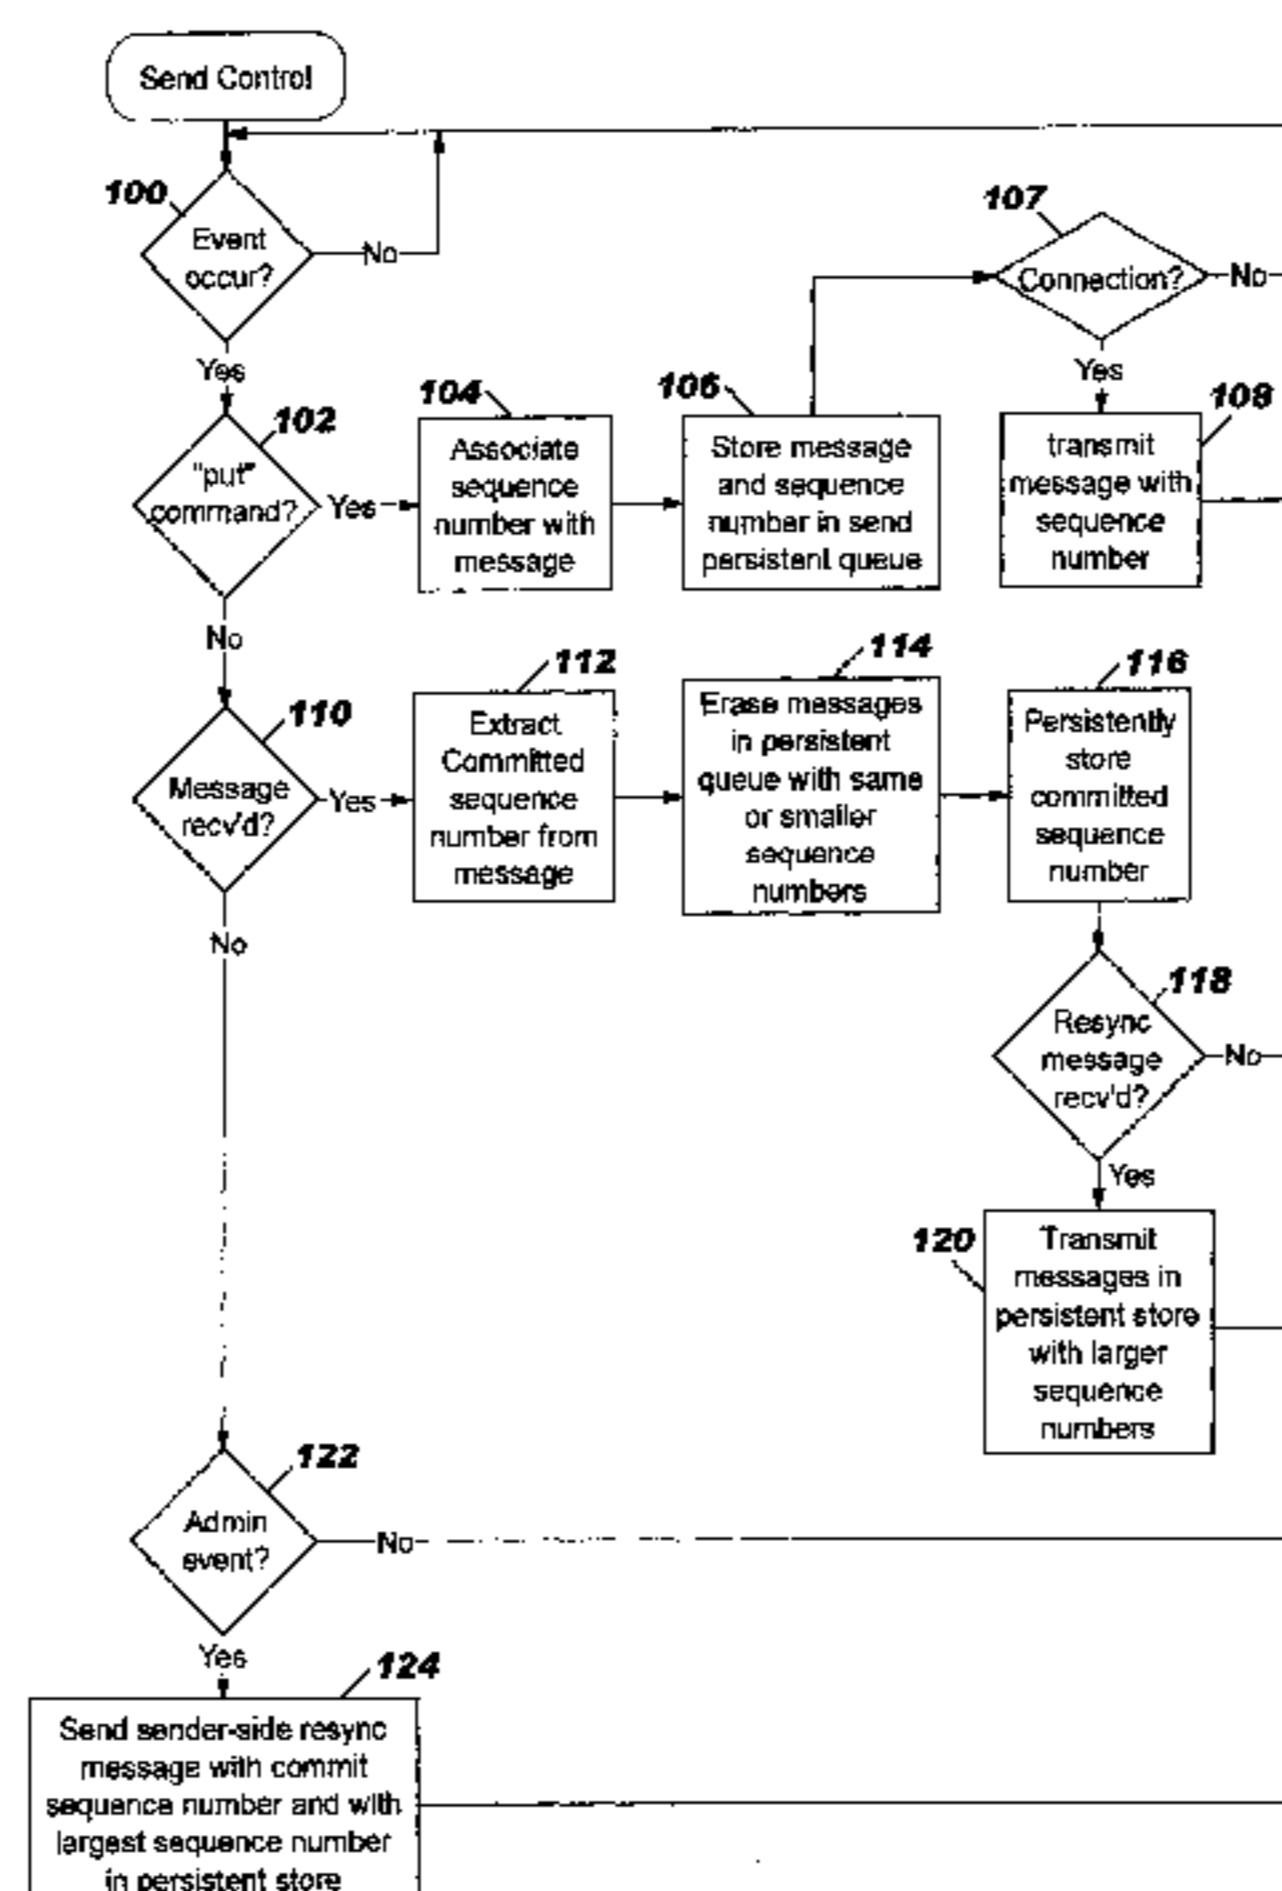 Send Control
100
Event
occur?
No
Yes
107
Connection?
No
Yes
102
"put"
command?
Yes
No
104
Associate
sequence
number with
message
106
Store message
and sequence
number in send
persistent queue
108
transmit
message with
sequence
number
110
Message
recv'd?
Yes
No
112
Extract
Committed
sequence
number from
message
114
Erase messages
in persistent
queue with same
or smaller
sequence
numbers
116
Persistently
store
committed
sequence
number
118
Resync
message
recv'd?
No
Yes
120
Transmit
messages in
persistent store
with larger
sequence
numbers
122
Admin
event?
No
Yes
124
Send sender-side resync
message with commit
sequence number and with
largest sequence number
in persistent store